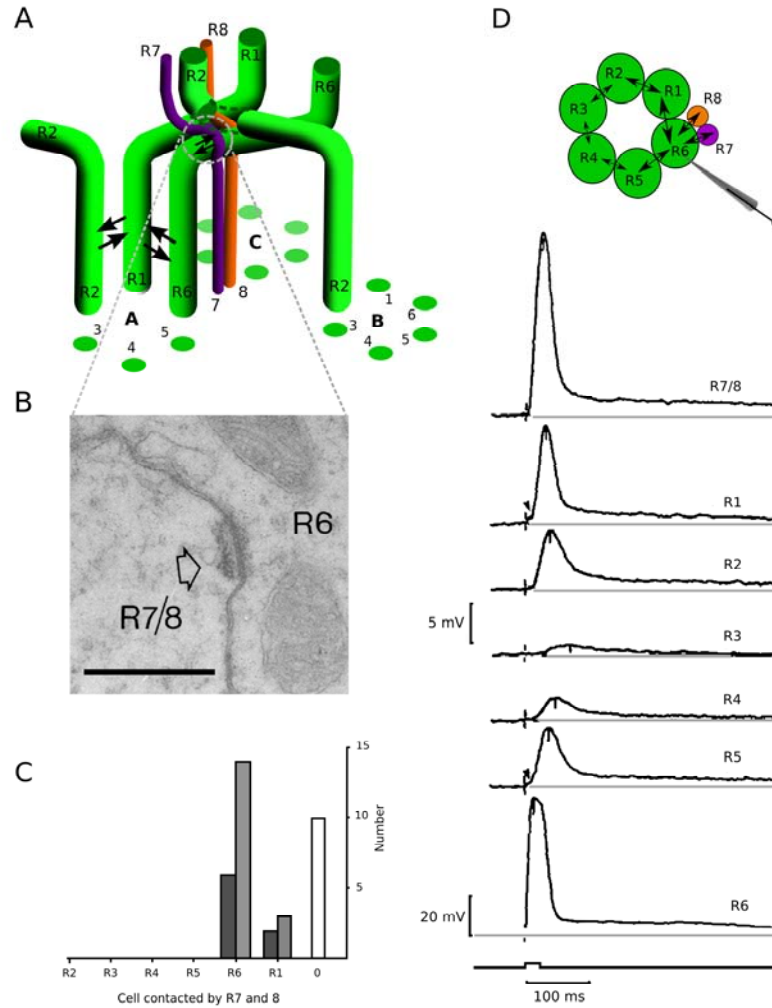 A
R7
R8
R2
R1
R6
R2
R2
R1
R6
7
8
R2
C
3
A
5
4
1
3
B
6
4
5
B
R6
R7/8
C
15
10
5
Number
R2
R3
R4
R5
R6
R1
0
Cell contacted by R7 and 8
D
R2
R1
R8
R3
R6
R7
R4
R5
R7/8
R1
R2
5 mV
R3
R4
R5
R6
20 mV
100 ms